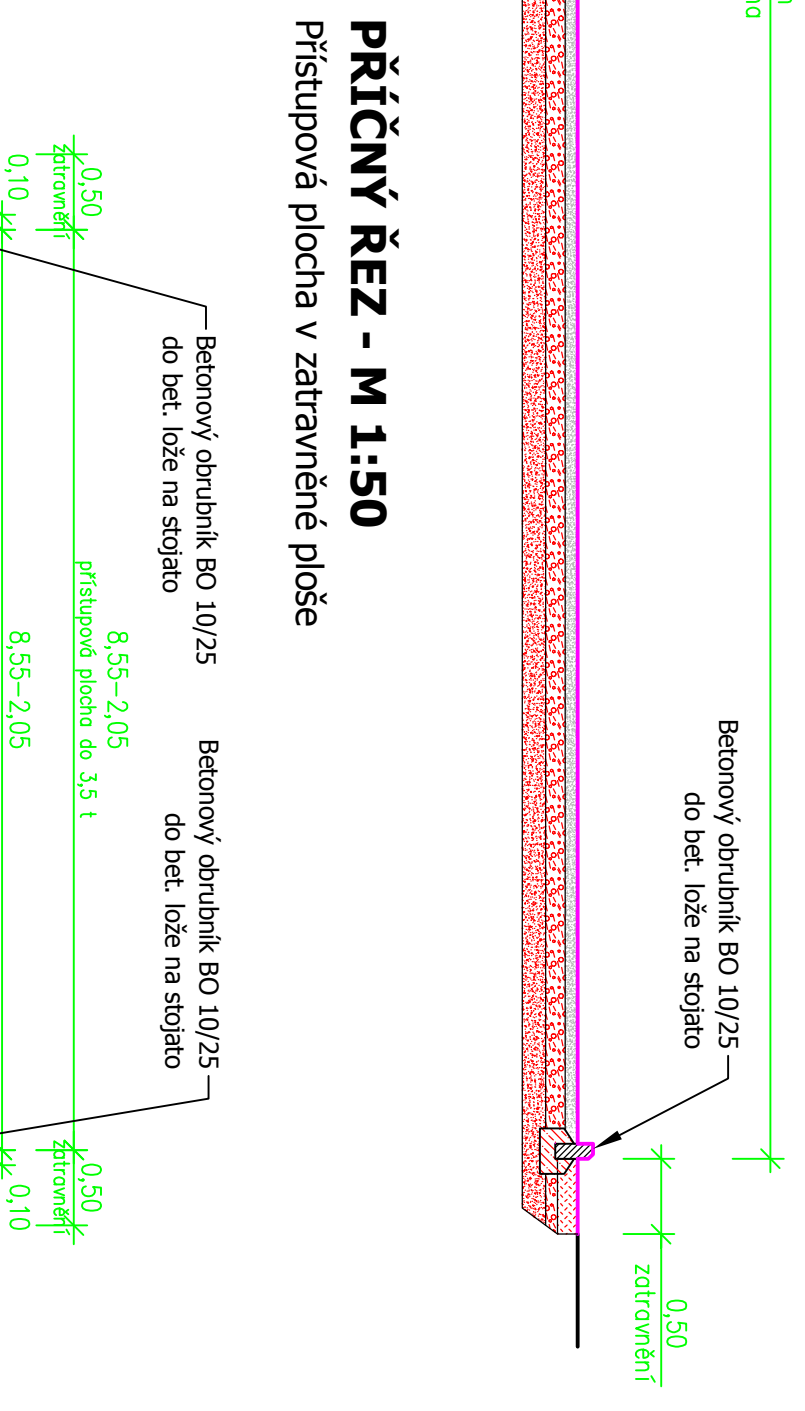 Betonový obrubník BO 10/25
do bet. lože na stojato
0,50
zatravnění
PŘÍČNÝ ŘEZ - M 1:50
Přístupová plocha v zatravněné ploše
Betonový obrubník BO 10/25
do bet. lože na stojato
Betonový obrubník BO 10/25
do bet. lože na stojato
0,50
zatravnění
8,55–2,05
přístupová plocha do 3,5 t
0,50
zatravnění
0,10
8,55–2,05
0,10